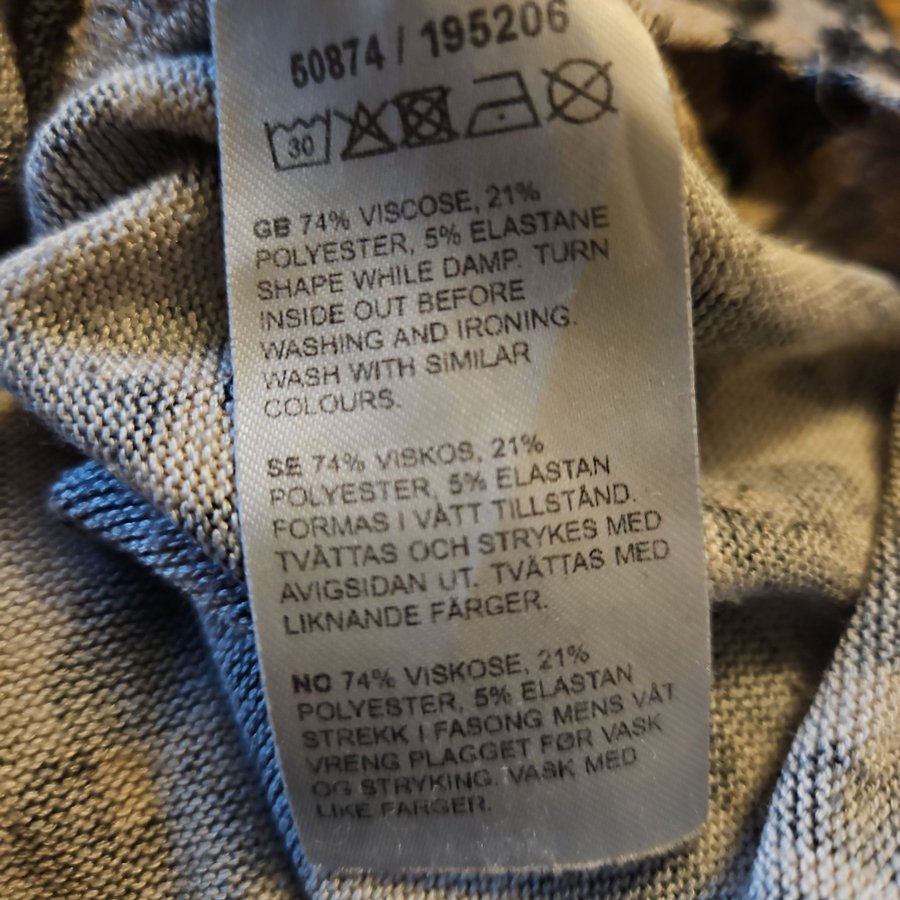 50874 / 195206
30
GB 74% VISCOSE, 21%
POLYESTER, 5% ELASTANE
SHAPE WHILE DAMP. TURN
INSIDE OUT BEFORE
WASHING AND IRONING.
WASH WITH SIMILAR
COLOURS.
SE 74% VISKOS, 21%
POLYESTER, 5% ELASTAN
FORMAS I VÅTT TILLSTÅND.
TVÄTTAS OCH STRYKES MED
AVIGSIDAN UT. TVÄTTAS MED
LIKNANDE FÄRGER.
NO 74% VISKOSE, 21%
POLYESTER, 5% ELASTAN
STREKK I FASONG MENS VÅT
VRENG PLAGGET FØR VASK
OG STRYKING. VASK MED
LIKE FARGER.